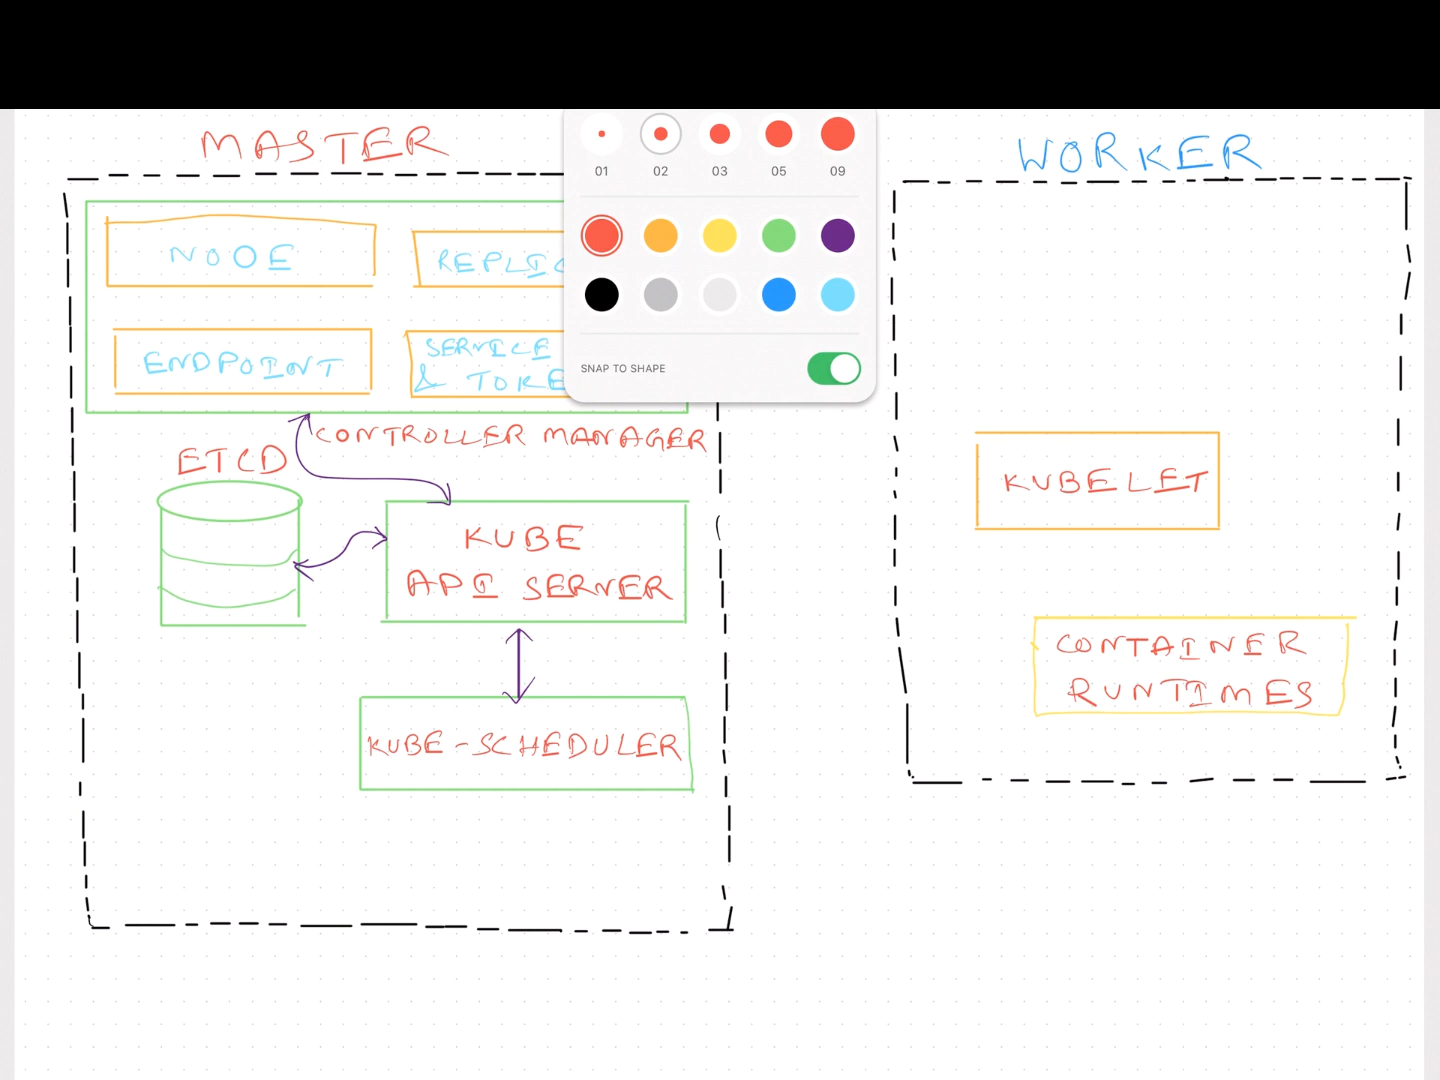 MASTER
WORKER
01 02 03 05 09
NODE
REPLIC
ENDPOINT
SERVICE
& TOKE
SNAP TO SHAPE
CONTROLLER MANAGER
ETCD
KUBE
API SERVER
KUBE-SCHEDULER
KUBELET
CONTAINER
RUNTIMES